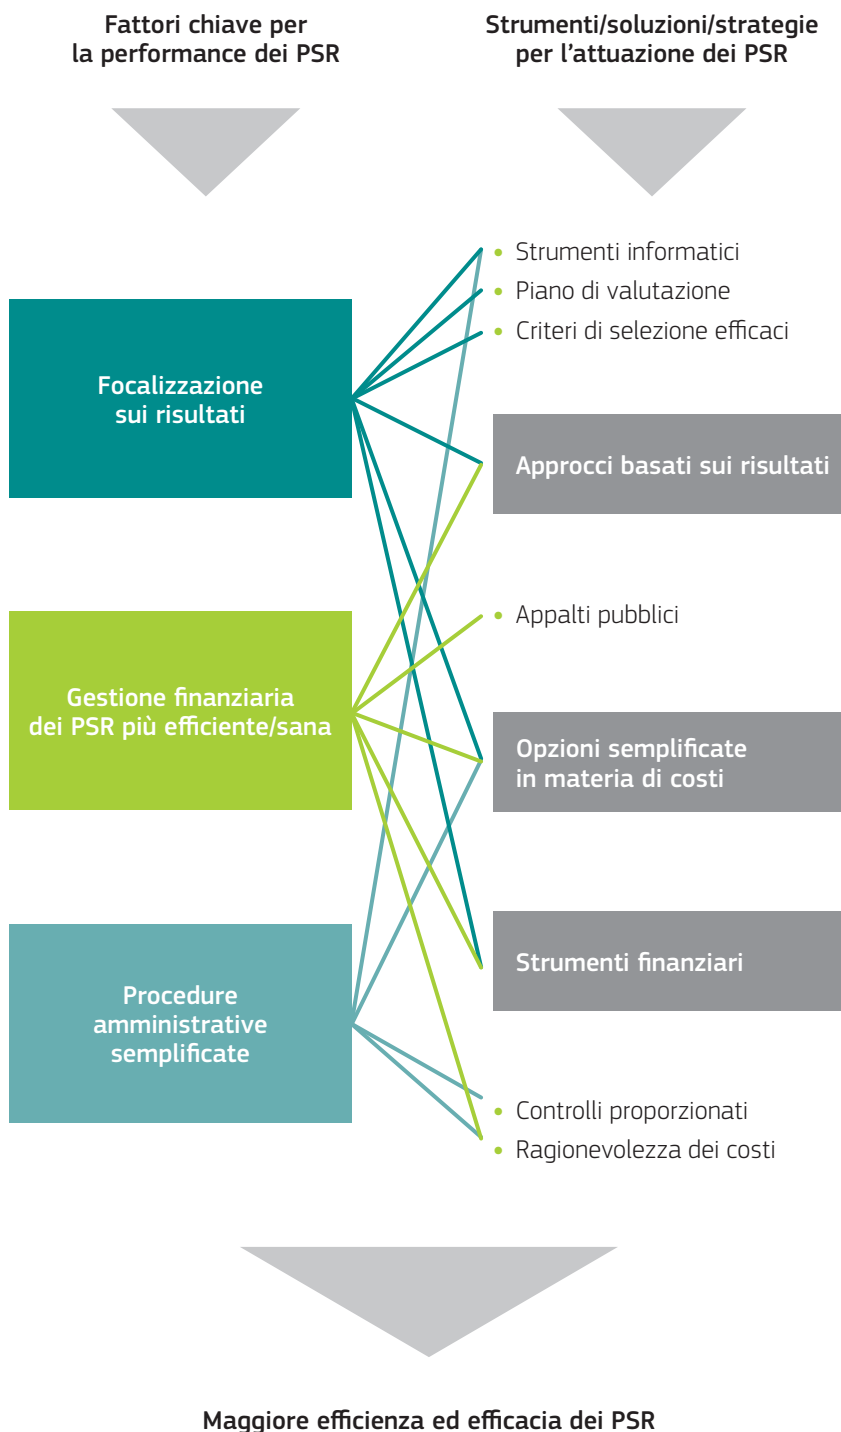 Fattori chiave per
la performance dei PSR
Strumenti/soluzioni/strategie
per l'attuazione dei PSR
Focalizzazione
sui risultati
Gestione finanziaria
dei PSR più efficiente/sana
Procedure
amministrative
semplificate
• Strumenti informatici
• Piano di valutazione
• Criteri di selezione efficaci
Approcci basati sui risultati
• Appalti pubblici
Opzioni semplificate
in materia di costi
Strumenti finanziari
• Controlli proporzionati
• Ragionevolezza dei costi
Maggiore efficienza ed efficacia dei PSR